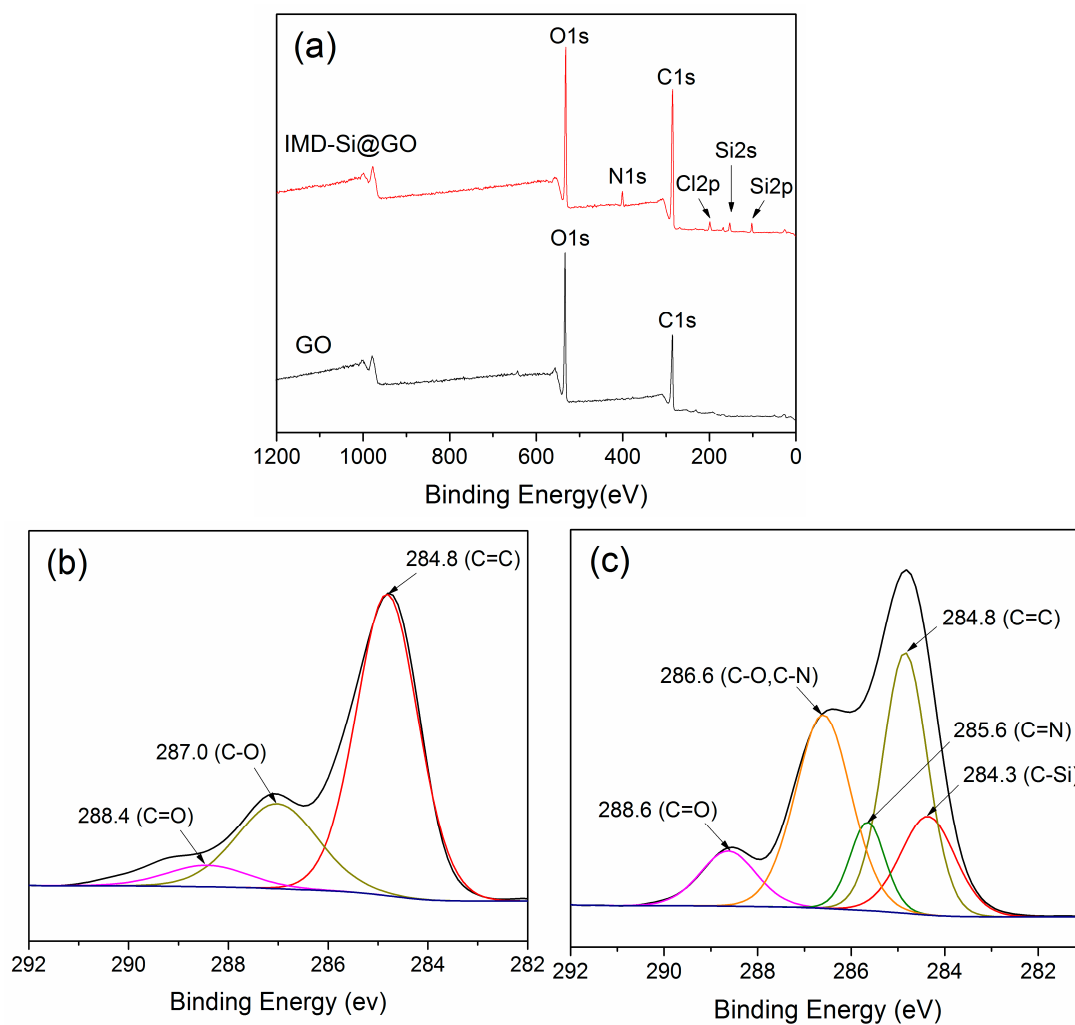 (a)
O1s
C1s
IMD-Si@GO
N1s
Cl2p
Si2s
Si2p
O1s
C1s
GO
1200 1000 800 600 400 200 0
Binding Energy(eV)
(b)
284.8 (C=C)
287.0 (C-O)
288.4 (C=O)
292 290 288 286 284 282
Binding Energy (ev)
(c)
284.8 (C=C)
286.6 (C-O,C-N)
285.6 (C=N)
284.3 (C-Si)
288.6 (C=O)
292 290 288 286 284 282
Binding Energy (eV)